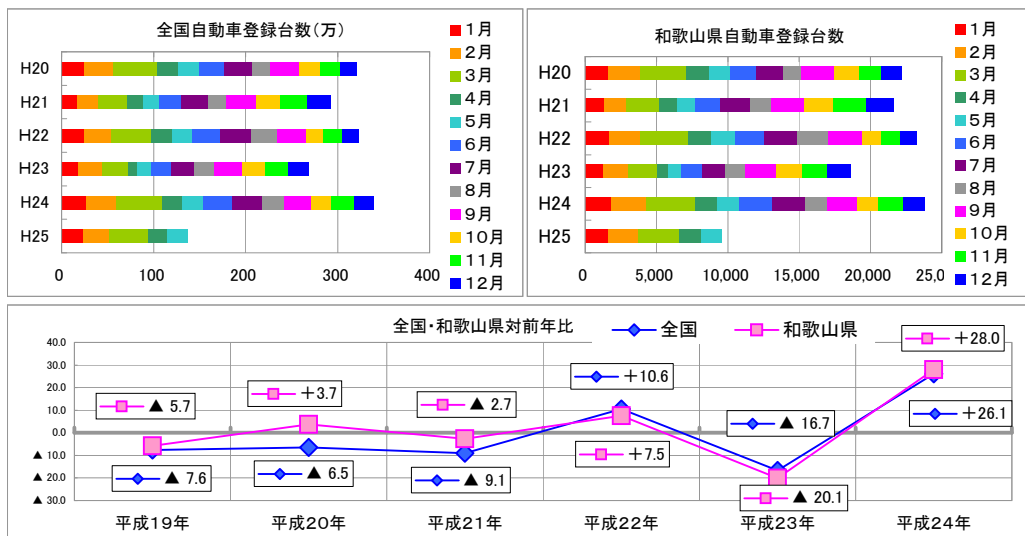 全国自動車登録台数(万)
H20
H21
H22
H23
H24
H25
0
100
200
300
400
1月
2月
3月
4月
5月
6月
7月
8月
9月
10月
11月
12月
和歌山県自動車登録台数
H20
H21
H22
H23
H24
H25
0
5,000
10,000
15,000
20,000
25,0
1月
2月
3月
4月
5月
6月
7月
8月
9月
10月
11月
12月
全国・和歌山県対前年比
全国
和歌山県
40.0
30.0
20.0
10.0
0.0
▲ 10.0
▲ 20.0
▲ 30.0
▲ 5.7
+3.7
▲ 2.7
+10.6
▲ 16.7
+28.0
▲ 7.6
▲ 6.5
▲ 9.1
+7.5
▲ 20.1
+26.1
平成19年
平成20年
平成21年
平成22年
平成23年
平成24年